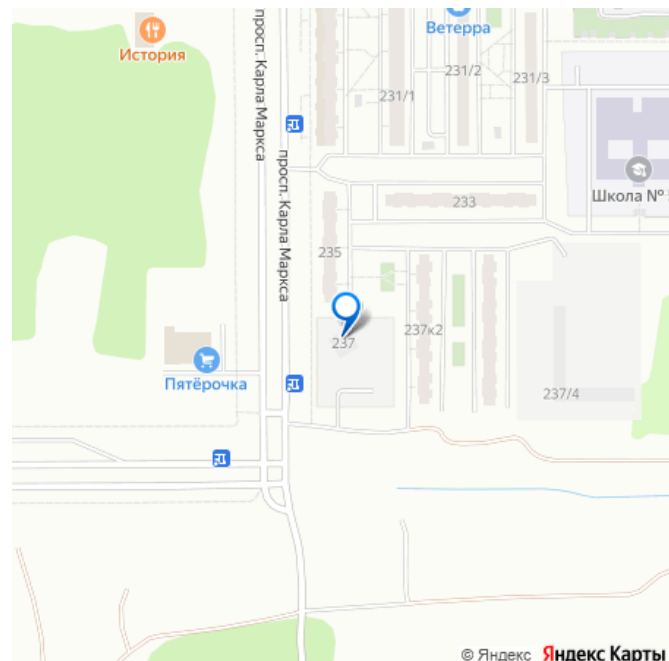 История
Ветерра
231/2
231/3
231/1
просп. Карла Маркса
просп. Карла Маркса
Школа №
233
235
237
237к2
Пятёрочка
237/4
© Яндекс Яндекс Карты